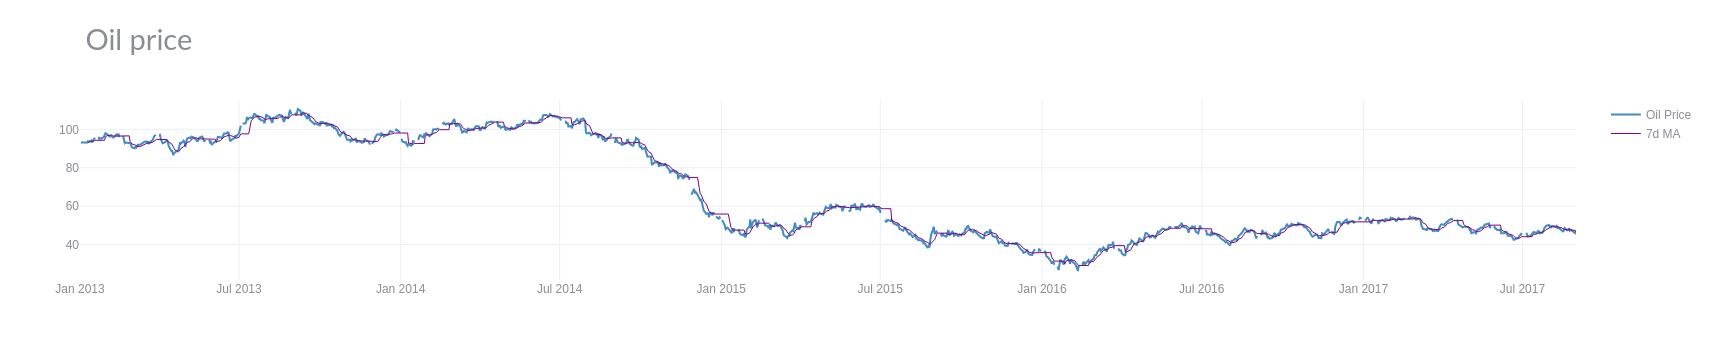 Oil price
100
80
60
40
Jan 2013
Jul 2013
Jan 2014
Jul 2014
Jan 2015
Jul 2015
Jan 2016
Jul 2016
Jan 2017
Jul 2017
Oil Price
7d MA